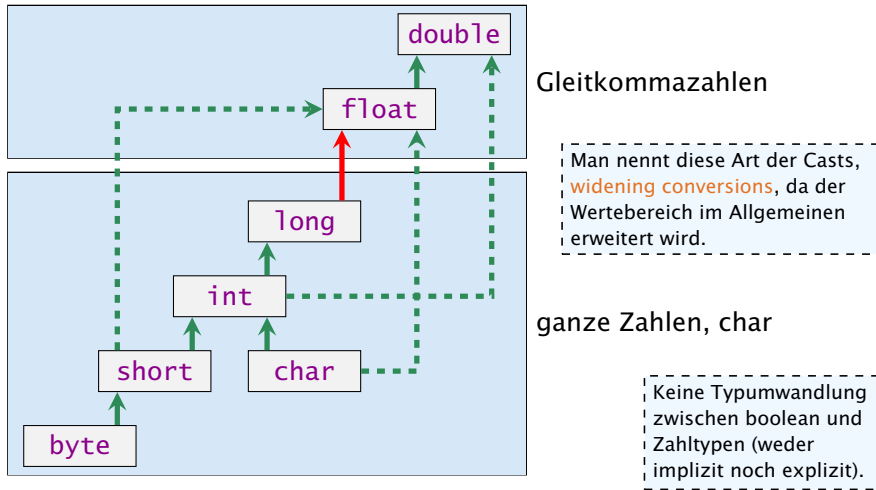 double
Gleitkommazahlen
float
Man nennt diese Art der Casts,
widening conversions, da der
Wertebereich im Allgemeinen
erweitert wird.
long
int
ganze Zahlen, char
short
char
Keine Typumwandlung
zwischen boolean und
Zahltypen (weder
implizit noch explizit).
byte